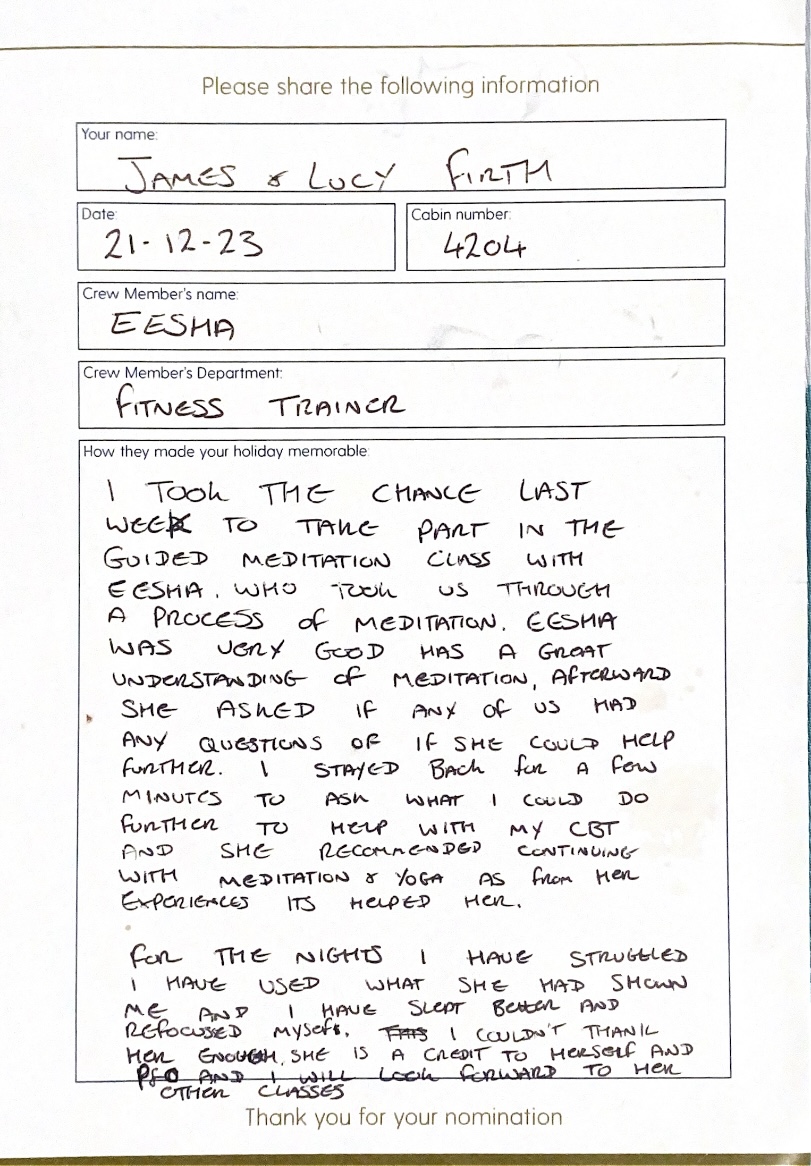 Please share the following information
Your name:
JAMES & LUCY FIRTH
Date:
21-12-23
Cabin number:
4204
Crew Member's name:
EESHA
Crew Member's Department:
FITNESS TRAINER
How they made your holiday memorable:
I TOOK THE CHANCE LAST
WEEK TO TAKE PART IN THE
GUIDED MEDITATION CLASS WITH
EESHA. WHO TOOK US THROUGH
A PROCESS OF MEDITATION. EESHA
WAS VERY GOOD HAS A GREAT
UNDERSTANDING OF MEDITATION, AFTERWARD
SHE ASKED IF ANY OF US HAD
ANY QUESTIONS OF IF SHE COULD HELP
FURTHER. I STAYED BACK FOR A FEW
MINUTES TO ASK WHAT I COULD DO
FURTHER TO HELP WITH MY CBT
AND SHE RECOMMENDED CONTINUING
WITH MEDITATION & YOGA AS FROM HER
EXPERIENCES ITS HELPED HER.
FOR THE NIGHTS I HAVE STRUGGLED
I HAVE USED WHAT SHE HAD SHOWN
ME AND I HAVE SLEPT BETTER AND
REFOCUSSED MYSELF. I COULDN'T THANK
HER ENOUGH. SHE IS A CREDIT TO HERSELF AND
P&O AND I WILL LOOK FORWARD TO HER
OTHER CLASSES
Thank you for your nomination